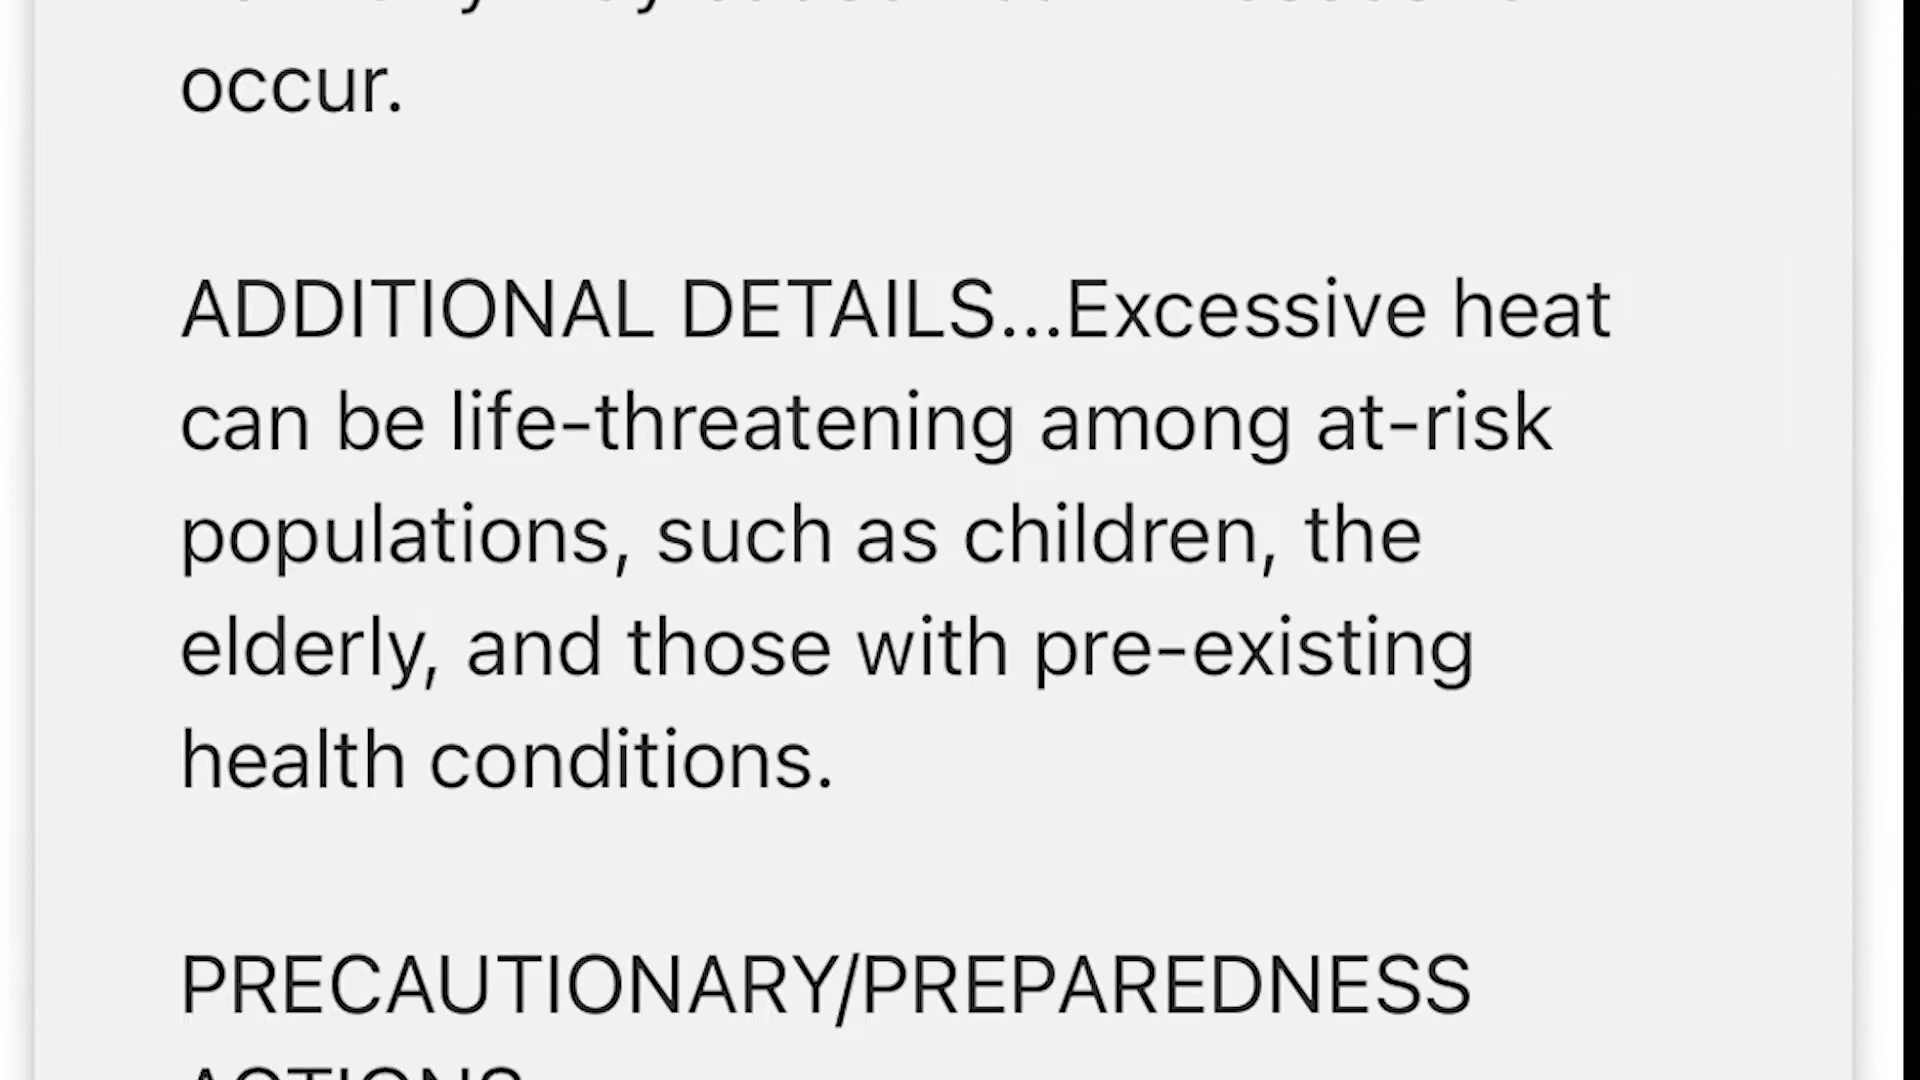 occur.
ADDITIONAL DETAILS...Excessive heat
can be life-threatening among at-risk
populations, such as children, the
elderly, and those with pre-existing
health conditions.
PRECAUTIONARY/PREPAREDNESS
ACTIONS